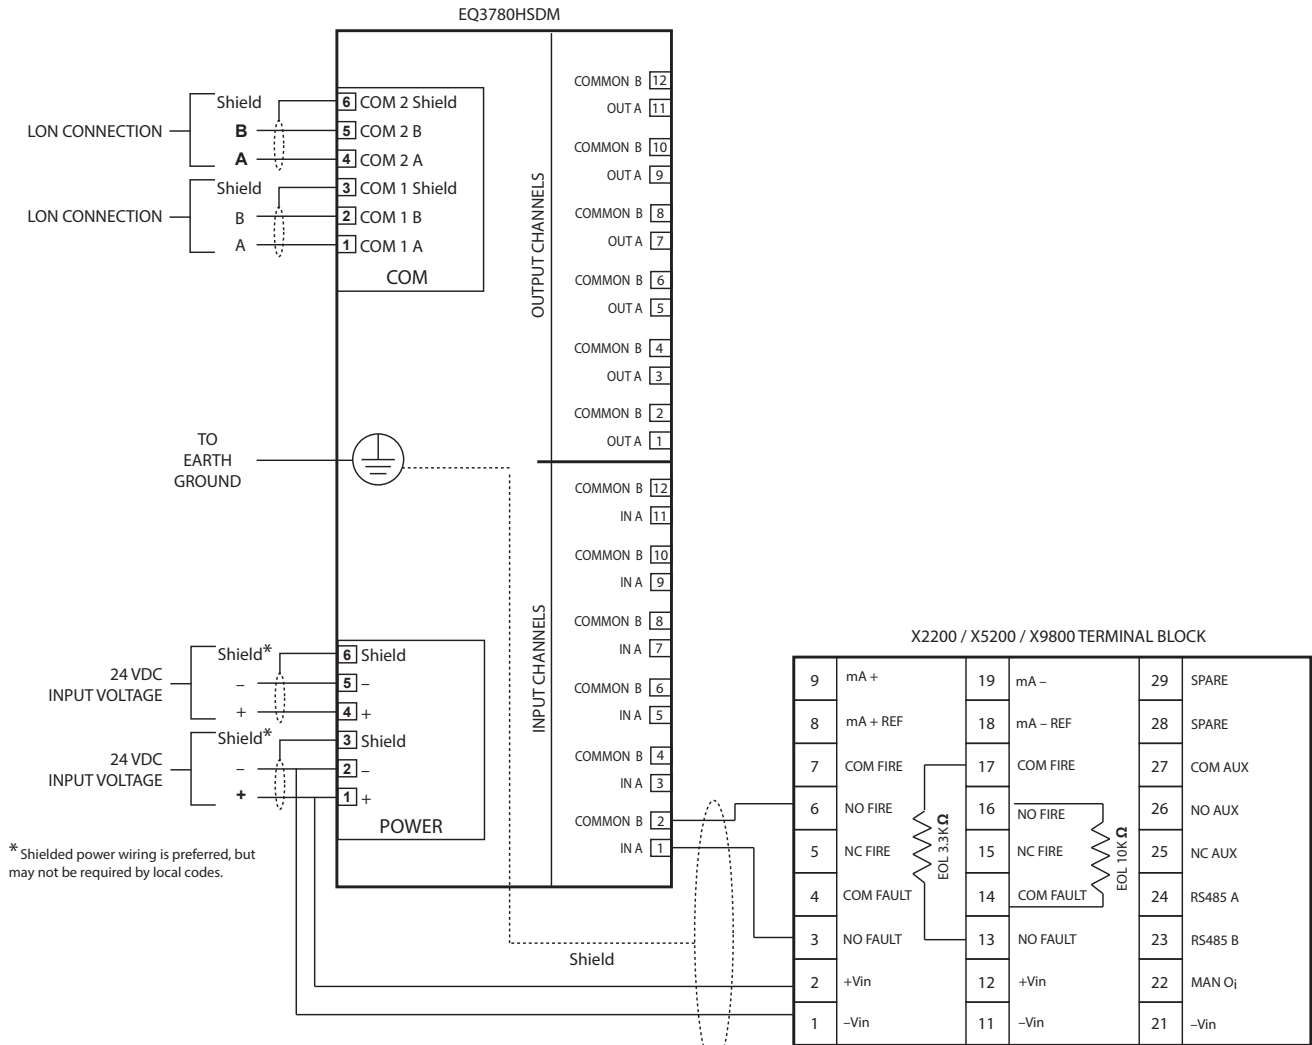 EQ3780HSDM
LON CONNECTION
Shield
B
A
6 COM 2 Shield
5 COM 2 B
4 COM 2 A
LON CONNECTION
Shield
B
A
3 COM 1 Shield
2 COM 1 B
1 COM 1 A
COM
TO
EARTH
GROUND
24 VDC
INPUT VOLTAGE
Shield*
–
+
6 Shield
5 –
4 +
24 VDC
INPUT VOLTAGE
Shield*
–
+
3 Shield
2 –
1 +
POWER
* Shielded power wiring is preferred, but
may not be required by local codes.
OUTPUT CHANNELS
COMMON B 12
OUT A 11
COMMON B 10
OUT A 9
COMMON B 8
OUT A 7
COMMON B 6
OUT A 5
COMMON B 4
OUT A 3
COMMON B 2
OUT A 1
INPUT CHANNELS
COMMON B 12
IN A 11
COMMON B 10
IN A 9
COMMON B 8
IN A 7
COMMON B 6
IN A 5
COMMON B 4
IN A 3
COMMON B 2
IN A 1
Shield
X2200 / X5200 / X9800 TERMINAL BLOCK
9 mA + 19 mA – 29 SPARE
8 mA + REF 18 mA – REF 28 SPARE
7 COM FIRE 17 COM FIRE 27 COM AUX
6 NO FIRE 16 NO FIRE 26 NO AUX
5 NC FIRE 15 NC FIRE 25 NC AUX
4 COM FAULT 14 COM FAULT 24 RS485 A
3 NO FAULT 13 NO FAULT 23 RS485 B
2 +Vin 12 +Vin 22 MAN Oi
1 –Vin 11 –Vin 21 –Vin
EOL 3.3K Ω
EOL 10K Ω